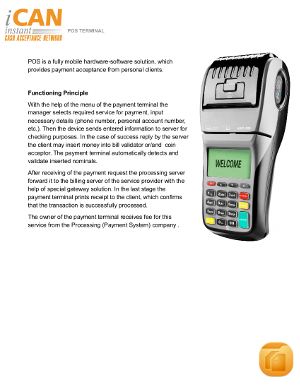 iCAN
instant
CASH ACCEPTANCE NETWORK
POS TERMINAL
POS is a fully mobile hardware-software solution, which
provides payment acceptance from personal clients.
Functioning Principle
With the help of the menu of the payment terminal the
manager selects required service for payment, input
necessary details (phone number, personal account number,
etc.). Then the device sends entered information to server for
checking purposes. In the case of success reply by the server
the client may insert money into bill validator or/and coin
acceptor. The payment terminal automatically detects and
validate inserted nominals.
After receiving of the payment request the processing server
forward it to the billing server of the service provider with the
help of special gateway solution. In the last stage the
payment terminal prints receipt to the client, which confirms
that the transaction is successfully processed.
The owner of the payment terminal receives fee for this
service from the Processing (Payment System) company .
WELCOME